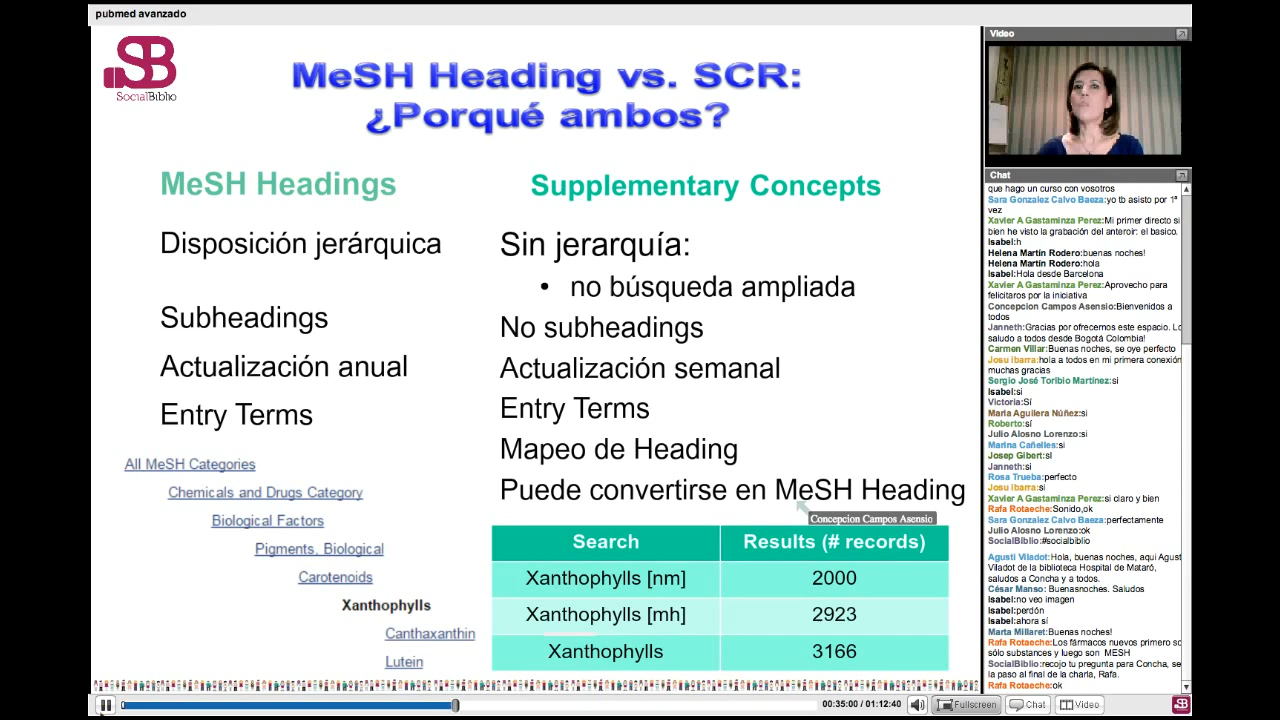 pubmed avanzado
SB
SocialBiblio
MeSH Heading vs. SCR:
¿Porqué ambos?
MeSH Headings
Disposición jerárquica
Subheadings
Actualización anual
Entry Terms
All MeSH Categories
Chemicals and Drugs Category
Biological Factors
Pigments, Biological
Carotenoids
Xanthophylls
Canthaxanthin
Lutein
Supplementary Concepts
Sin jerarquía:
• no búsqueda ampliada
No subheadings
Actualización semanal
Entry Terms
Mapeo de Heading
Puede convertirse en MeSH Heading
Concepcion Campos Asensio
Search Results (# records)
Xanthophylls [nm] 2000
Xanthophylls [mh] 2923
Xanthophylls 3166
Video
Chat
que hago un curso con vosotros
Sara Gonzalez Calvo Baeza:yo tb asisto por 1ª
vez
Xavier A Gastaminza Perez:Mi primer directo si
bien he visto la grabación del anteroir: el basico.
Isabel:h
Helena Martín Rodero:buenas noches!
Helena Martín Rodero:hola
Isabel:Hola desde Barcelona
Xavier A Gastaminza Perez:Aprovecho para
felicitaros por la iniciativa
Concepcion Campos Asensio:Bienvenidos a
todos
Janneth:Gracias por ofrecernos este espacio. Lo
saludo a todos desde Bogotá Colombia!
Carmen Villar:Buenas noches, se oye perfecto
Josu ibarra:hola a todos en mi primera conexión
muchas gracias
Sergio José Toribio Martínez:si
Isabel:si
Victoria:Sí
Maria Aguilera Núñez:si
Roberto:sí
Julio Alosno Lorenzo:si
Marina Cañelles:si
Josep Gibert:sI
Janneth:si
Rosa Trueba:perfecto
Josu ibarra:si
Xavier A Gastaminza Perez:si claro y bien
Rafa Rotaeche:Sonido,ok
Sara Gonzalez Calvo Baeza:perfectamente
Julio Alosno Lorenzo:ok
SocialBiblio:#socialbiblio
Agusti Viladot:Hola, buenas noches, aqui Agust
Viladot de la biblioteca Hospital de Mataró,
saludos a Concha y a todos.
César Manso:Buenasnoches. Saludos
Isabel:no veo imagen
Isabel:perdón
Isabel:ahora sí
Marta Millaret:Buenas noches!
Rafa Rotaeche:Los fármacos nuevos primero so
sólo substances y luego son MESH
SocialBiblio:recojo tu pregunta para Concha, se
la paso al final de la charla, Rafa.
Rafa Rotaeche:ok
00:35:00 / 01:12:40
Fullscreen
Chat
Video
SB